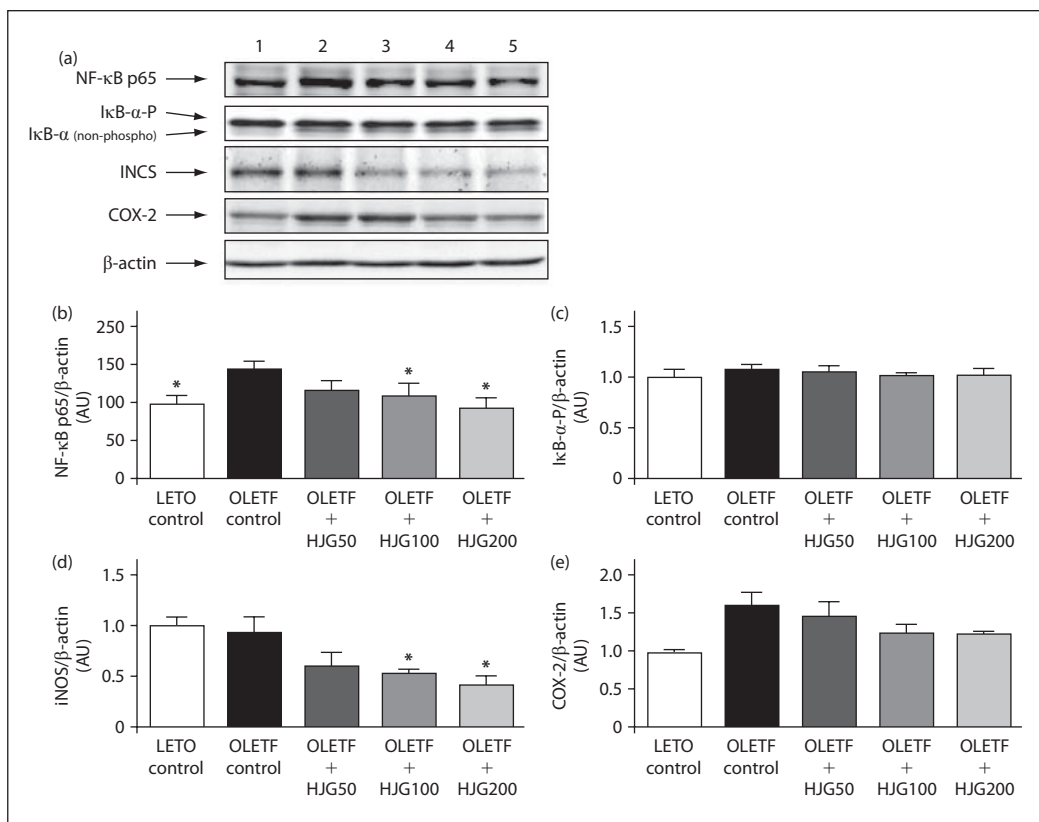 (a)
1 2 3 4 5
NF-κB p65
IκB-α-P
IκB-α (non-phospho)
INCS
COX-2
β-actin
(b)
NF-κB p65/β-actin
(AU)
250
150
100
50
0
*
*
*
LETO
control
OLETF
control
OLETF
+
HJG50
OLETF
+
HJG100
OLETF
+
HJG200
(c)
IκB-α-P/β-actin
(AU)
1.5
1.0
0.5
0
LETO
control
OLETF
control
OLETF
+
HJG50
OLETF
+
HJG100
OLETF
+
HJG200
(d)
iNOS/β-actin
(AU)
1.5
1.0
0.5
0
*
*
LETO
control
OLETF
control
OLETF
+
HJG50
OLETF
+
HJG100
OLETF
+
HJG200
(e)
COX-2/β-actin
(AU)
2.0
1.5
1.0
0.5
0
LETO
control
OLETF
control
OLETF
+
HJG50
OLETF
+
HJG100
OLETF
+
HJG200